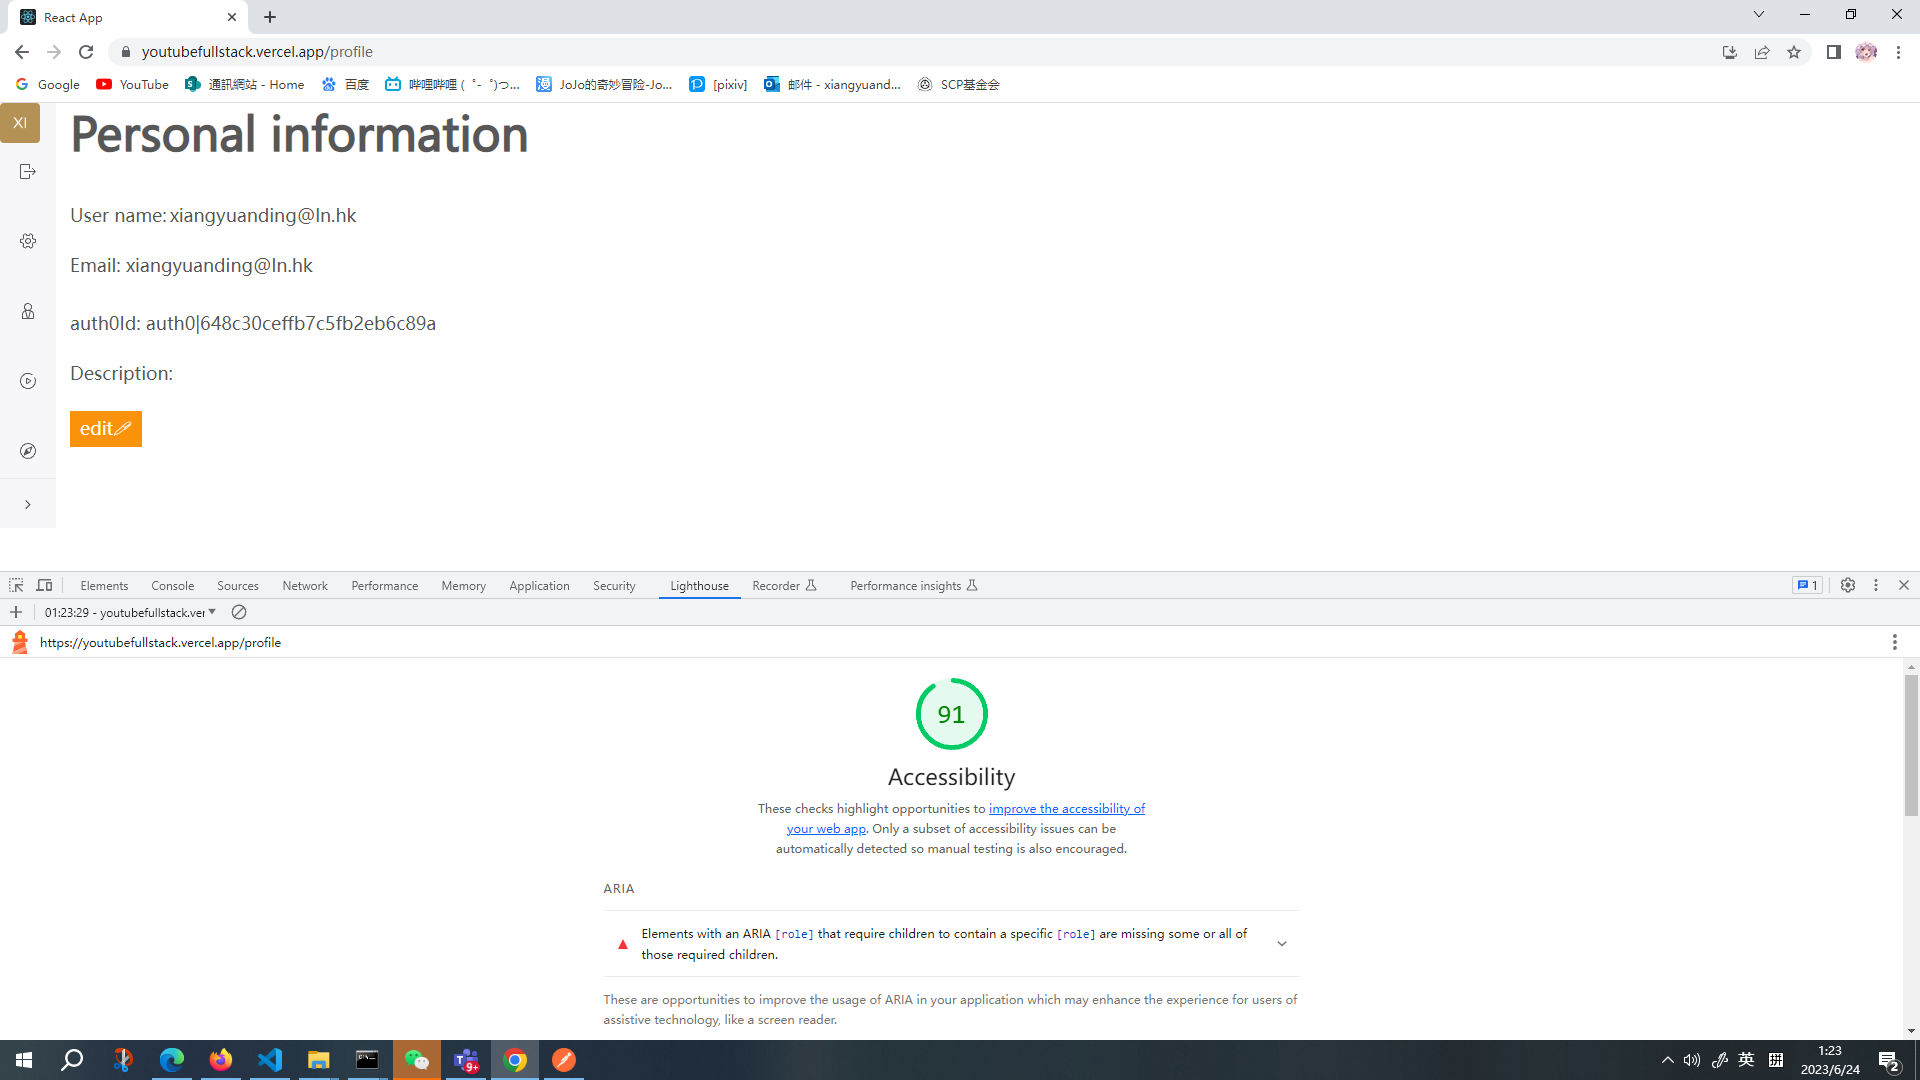 React App
youtubefullstack.vercel.app/profile
Google
YouTube
通訊網站 - Home
百度
哔哩哔哩 (゜-゜)つ...
JoJo的奇妙冒险-Jo...
[pixiv]
邮件 - xiangyuand...
SCP基金会
XI
Personal information
User name: xiangyuanding@ln.hk
Email: xiangyuanding@ln.hk
auth0Id: auth0|648c30ceffb7c5fb2eb6c89a
Description:
edit
Elements
Console
Sources
Network
Performance
Memory
Application
Security
Lighthouse
Recorder
Performance insights
1
01:23:29 - youtubefullstack.ver
https://youtubefullstack.vercel.app/profile
91
Accessibility
These checks highlight opportunities to improve the accessibility of
your web app. Only a subset of accessibility issues can be
automatically detected so manual testing is also encouraged.
ARIA
Elements with an ARIA [role] that require children to contain a specific [role] are missing some or all of
those required children.
These are opportunities to improve the usage of ARIA in your application which may enhance the experience for users of
assistive technology, like a screen reader.
9+
英
拼
1:23
2023/6/24
2